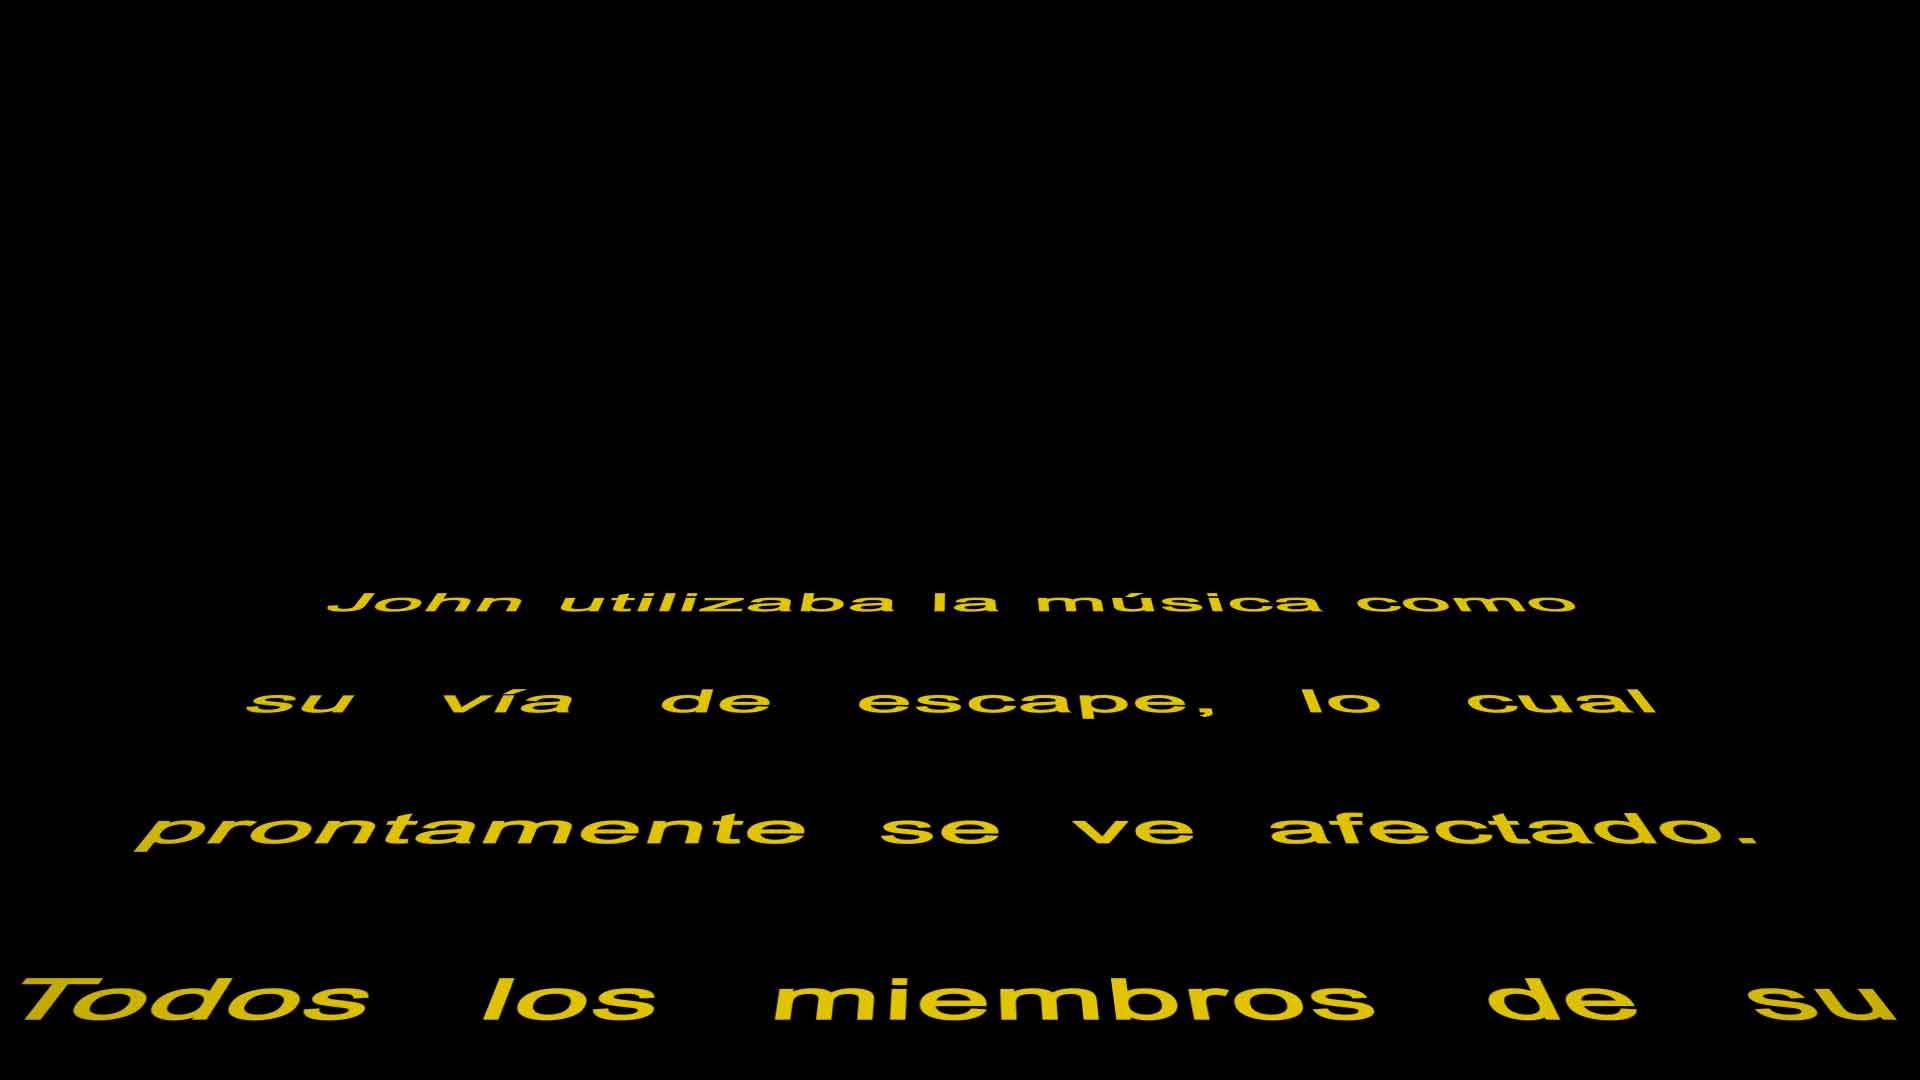 John utilizaba la música como
su vía de escape, lo cual
prontamente se ve afectado.
Todos los miembros de su